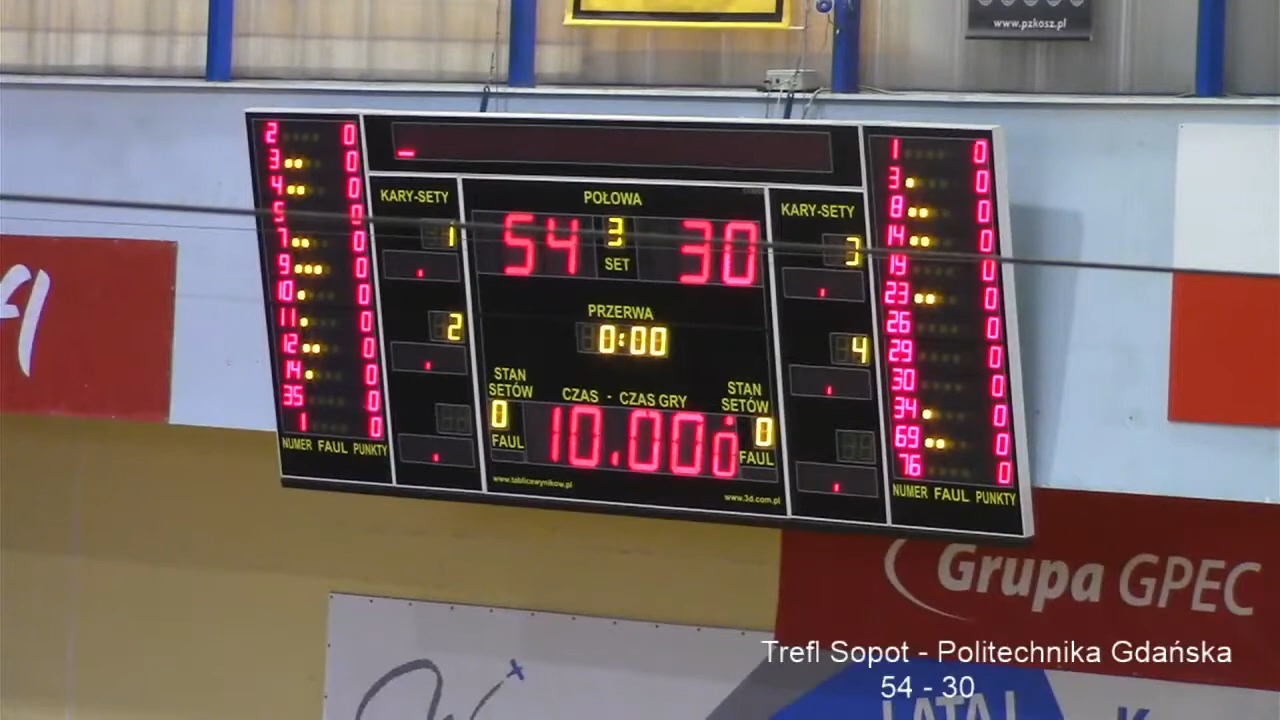 www.pzkosz.pl
2 0
3 0
4 0
5 0
7 0
9 0
10 0
11 0
12 0
14 0
35 0
1 0
NUMER FAUL PUNKTY
KARY-SETY
1
2
POŁOWA
54 3 30
SET
PRZERWA
0:00
STAN SETÓW
CZAS - CZAS GRY
STAN SETÓW
0 10.00 0
FAUL
FAUL
www.tablicewynikow.pl
www.3d.com.pl
KARY-SETY
3
4
1 0
3 0
8 0
14 0
19 0
23 0
26 0
29 0
30 0
34 0
69 0
76 0
NUMER FAUL PUNKTY
Grupa GPEC
Trefl Sopot - Politechnika Gdańska
54 - 30